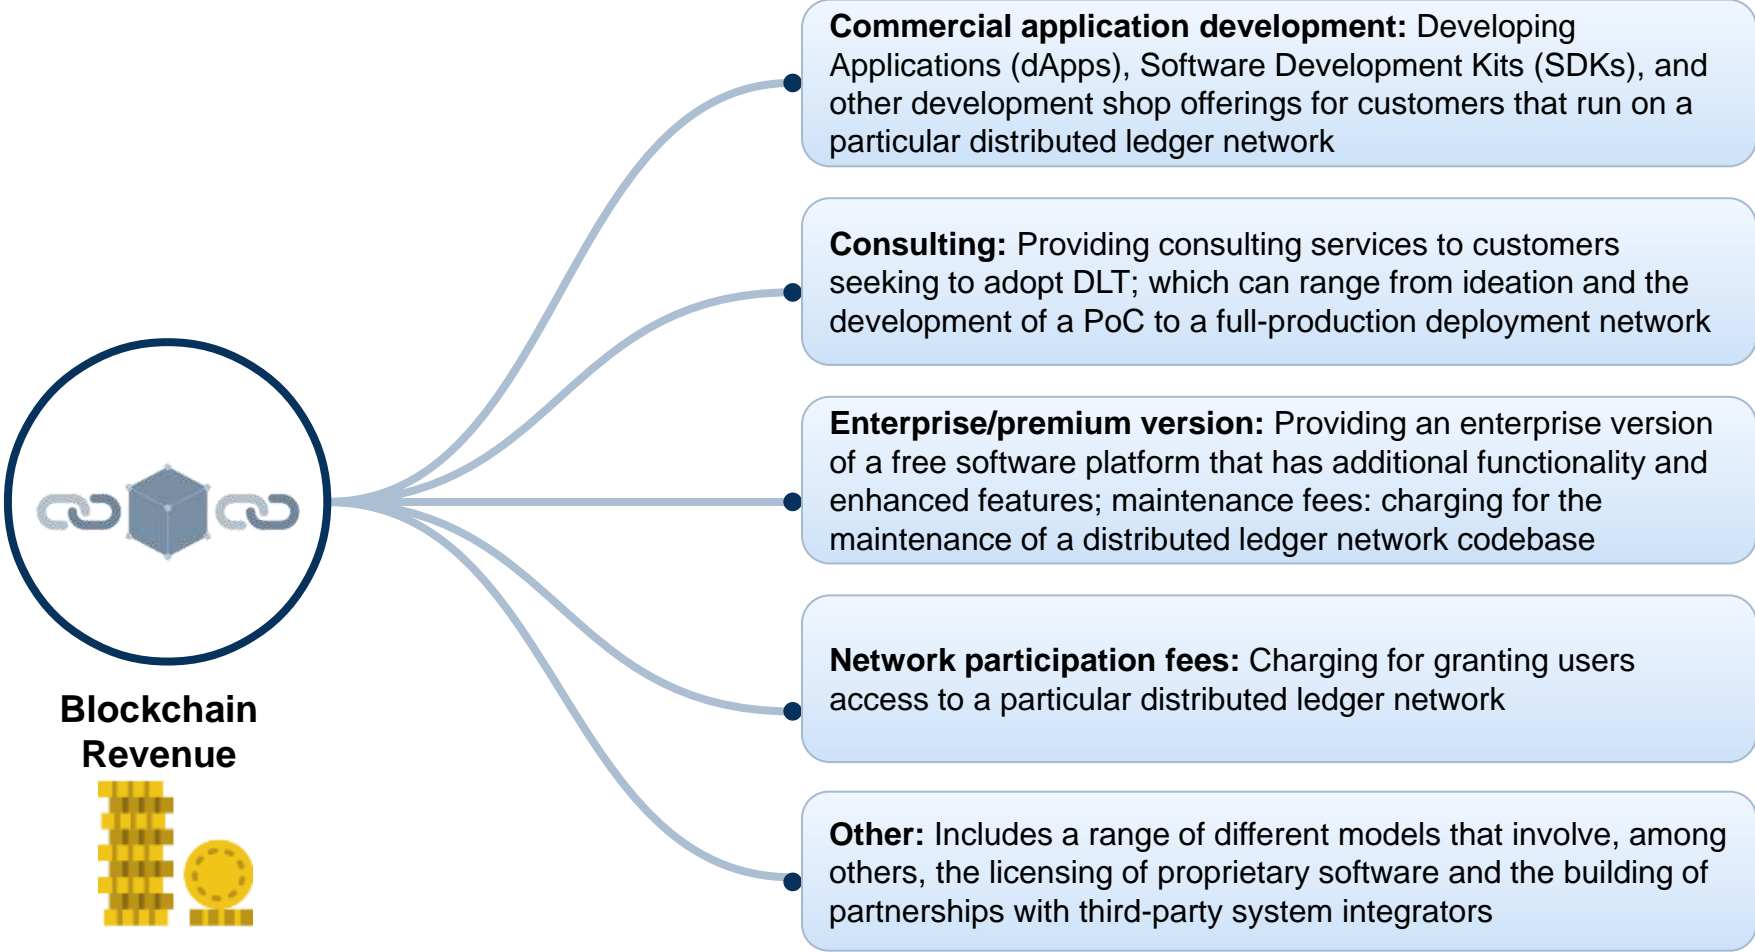 Commercial application development: Developing
Applications (dApps), Software Development Kits (SDKs), and
other development shop offerings for customers that run on a
particular distributed ledger network
Consulting: Providing consulting services to customers
seeking to adopt DLT; which can range from ideation and the
development of a PoC to a full-production deployment network
Enterprise/premium version: Providing an enterprise version
of a free software platform that has additional functionality and
enhanced features; maintenance fees: charging for the
maintenance of a distributed ledger network codebase
Network participation fees: Charging for granting users
access to a particular distributed ledger network
Other: Includes a range of different models that involve, among
others, the licensing of proprietary software and the building of
partnerships with third-party system integrators
Blockchain
Revenue